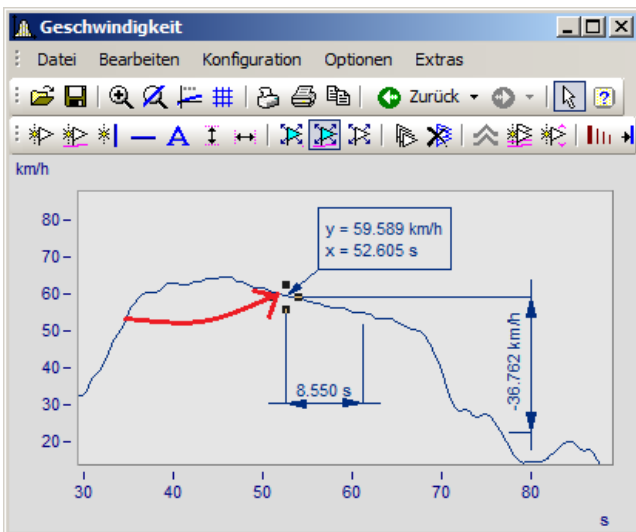 Geschwindigkeit
Datei Bearbeiten Konfiguration Optionen Extras
Zurück
A
km/h
y = 59.589 km/h
x = 52.605 s
80
70
60
50
40
30
20
8.550 s
-36.762 km/h
30 40 50 60 70 80
s